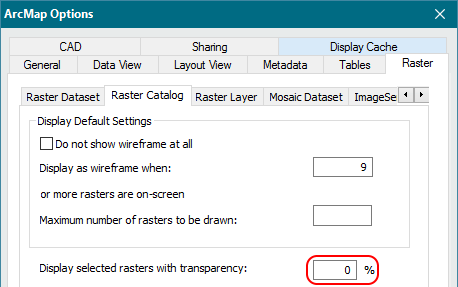 ArcMap Options
CAD Sharing Display Cache
General Data View Layout View Metadata Tables Raster
Raster Dataset Raster Catalog Raster Layer Mosaic Dataset ImageSe
Display Default Settings
Do not show wireframe at all
Display as wireframe when: 9
or more rasters are on-screen
Maximum number of rasters to be drawn:
Display selected rasters with transparency: 0 %